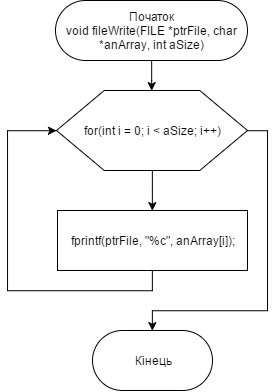 Початок
void fileWrite(FILE *ptrFile, char
*anArray, int aSize)
for(int i = 0; i < aSize; i++)
fprintf(ptrFile, "%c", anArray[i]);
Кінець